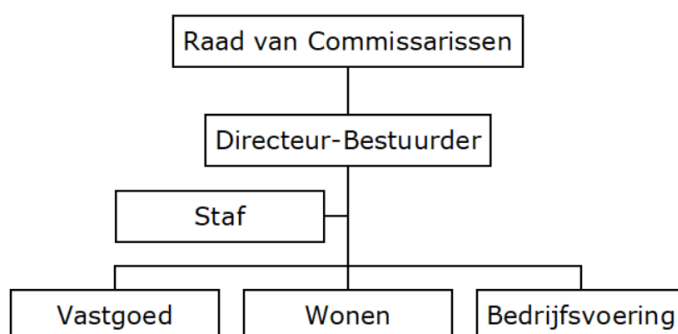 Raad van Commissarissen
Directeur-Bestuurder
Staf
Vastgoed
Wonen
Bedrijfsvoering